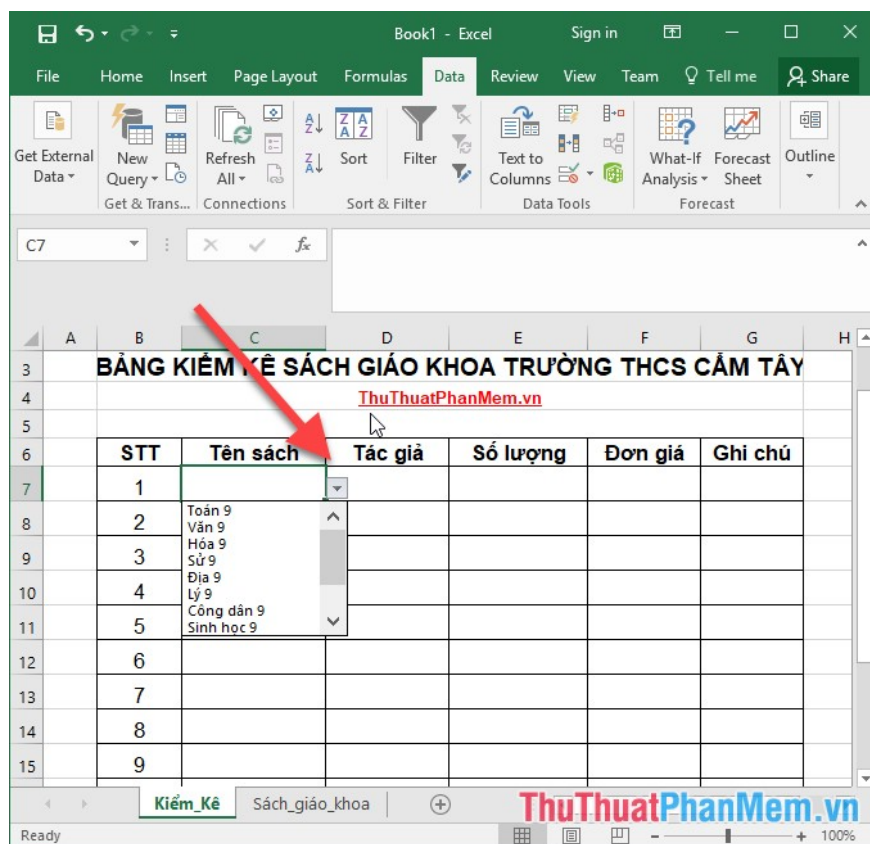 Book1 - Excel Sign in
File Home Insert Page Layout Formulas Data Review View Team Tell me Share
Get External Data
New Query
Refresh All
Sort
Filter
Text to Columns
What-If Analysis
Forecast Sheet
Outline
Get & Trans... Connections Sort & Filter Data Tools Forecast
C7 fx
A B C D E F G H
3 BẢNG KIỂM KÊ SÁCH GIÁO KHOA TRƯỜNG THCS CẨM TÂY
4 ThuThuatPhanMem.vn
5
6 STT Tên sách Tác giả Số lượng Đơn giá Ghi chú
7 1
Toán 9
8 2 Văn 9
Hóa 9
9 3 Sử 9
Địa 9
10 4 Lý 9
Công dân 9
11 5 Sinh học 9
12 6
13 7
14 8
15 9
Kiểm_Kê Sách_giáo_khoa
ThuThuatPhanMem.vn
Ready 100%